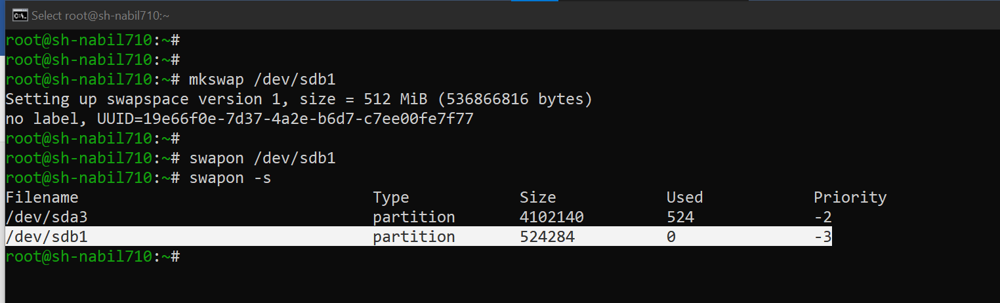 Select root@sh-nabil710:~
root@sh-nabil710:~#
root@sh-nabil710:~#
root@sh-nabil710:~# mkswap /dev/sdb1
Setting up swapspace version 1, size = 512 MiB (536866816 bytes)
no label, UUID=19e66f0e-7d37-4a2e-b6d7-c7ee00fe7f77
root@sh-nabil710:~#
root@sh-nabil710:~# swapon /dev/sdb1
root@sh-nabil710:~# swapon -s
Filename Type Size Used Priority
/dev/sda3 partition 4102140 524 -2
/dev/sdb1 partition 524284 0 -3
root@sh-nabil710:~#